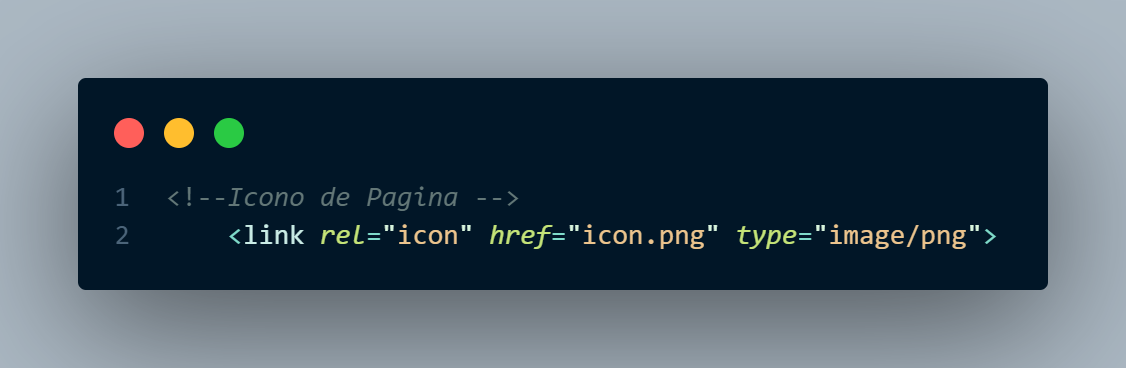 1 <!--Icono de Pagina -->
2 <link rel="icon" href="icon.png" type="image/png">